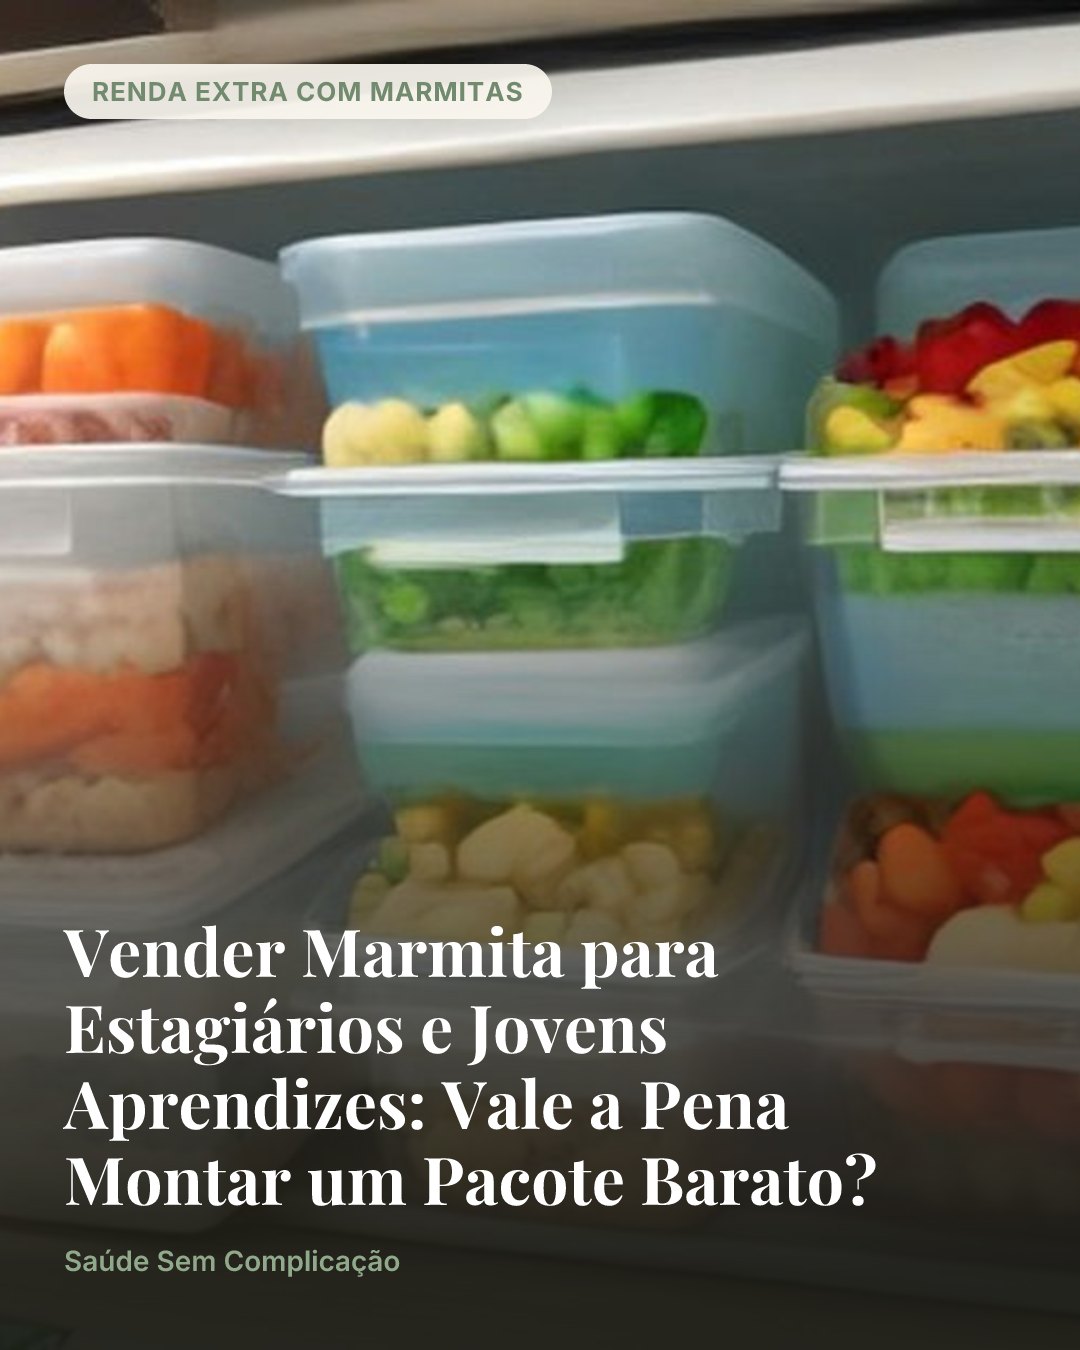 RENDA EXTRA COM MARMITAS
Vender Marmita para
Estagiários e Jovens
Aprendizes: Vale a Pena
Montar um Pacote Barato?
Saúde Sem Complicação